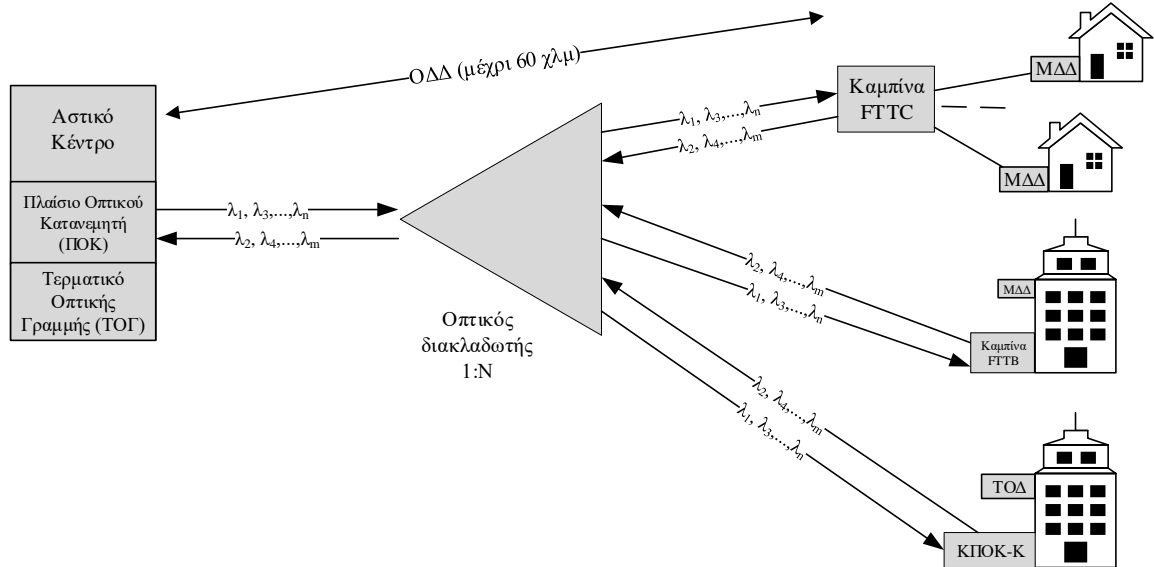 ΟΔΔ (μέχρι 60 χλμ)
Αστικό
Κέντρο
Πλαίσιο Οπτικού
Κατανεμητή
(ΠΟΚ)
Τερματικό
Οπτικής
Γραμμής (ΤΟΓ)
λ1, λ3,...,λn
λ2, λ4,...,λm
Οπτικός
διακλαδωτής
1:N
λ1, λ3,...,λn
λ2, λ4,...,λm
Καμπίνα
FTTC
ΜΔΔ
ΜΔΔ
λ2, λ4,...,λm
λ1, λ3,...,λn
ΜΔΔ
Καμπίνα
FTTB
λ2, λ4,...,λm
λ1, λ3,...,λn
ΤΟΔ
ΚΠΟΚ-Κ